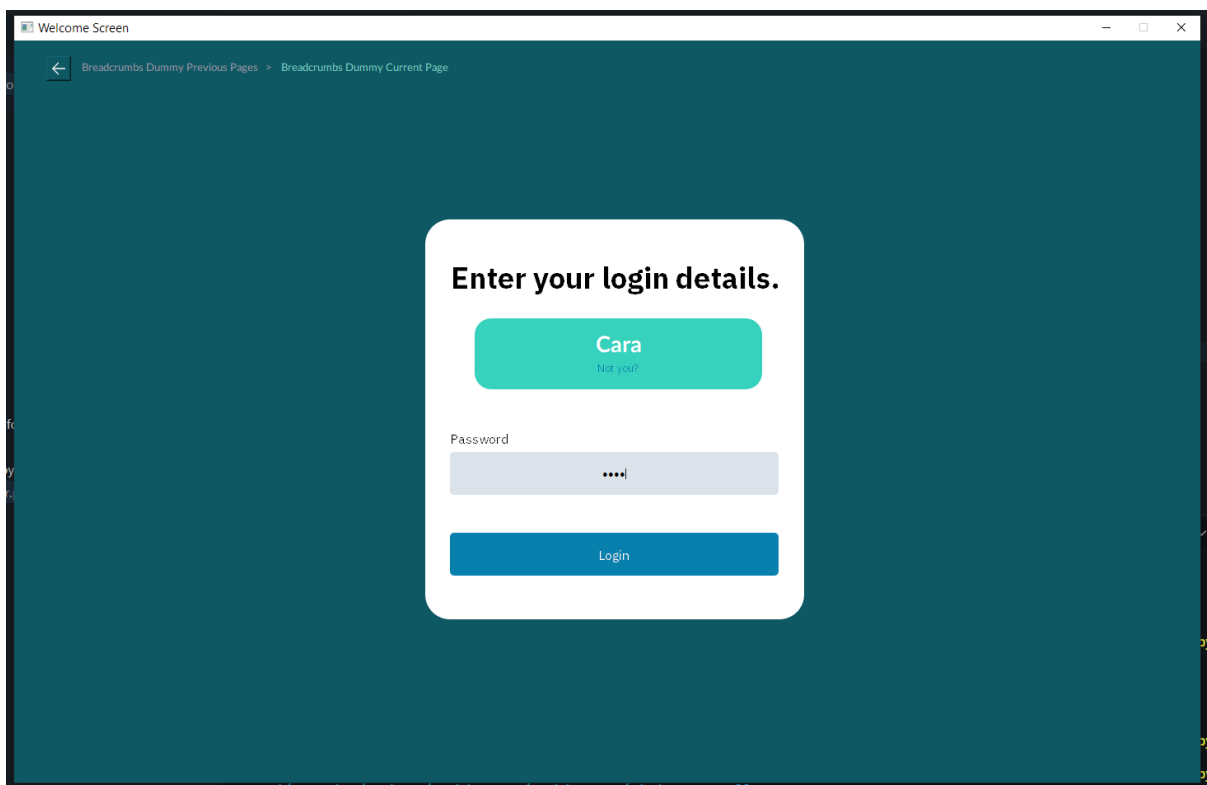 Welcome Screen
Breadcrumbs Dummy Previous Pages > Breadcrumbs Dummy Current Page
Enter your login details.
Cara
Not you?
Password
••••
Login